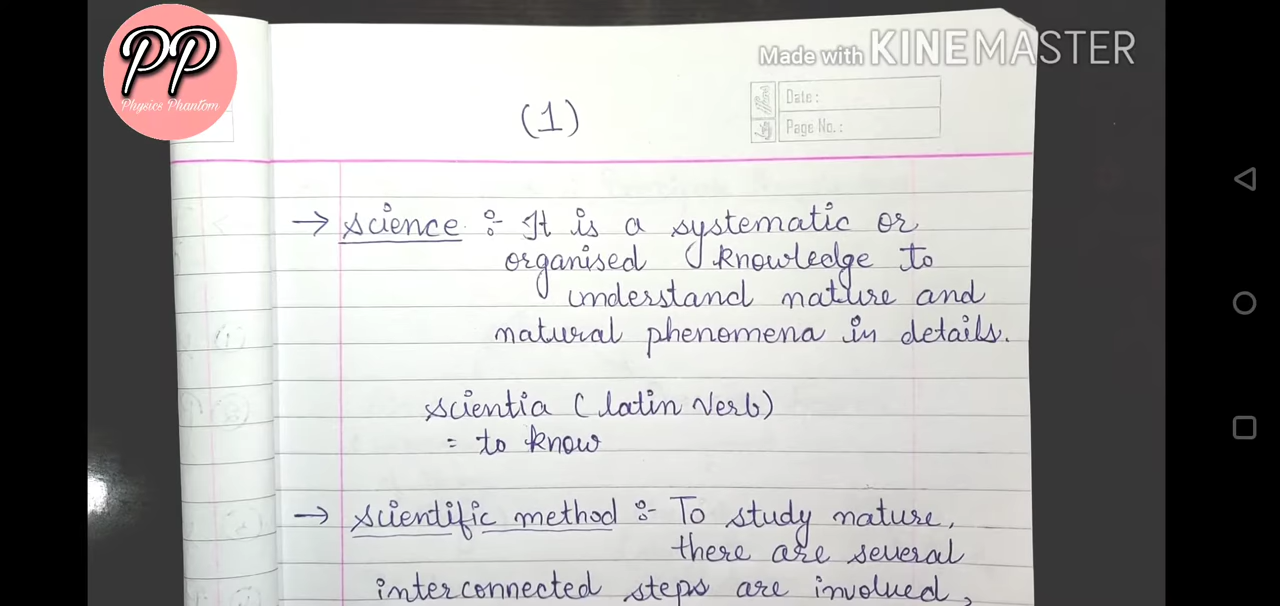 PP
Physics Phantom
Made with KINEMASTER
Date :
Page No. :
(1)
→ science :- It is a systematic or
organised knowledge to
understand nature and
natural phenomena in details.
scientia (latin verb)
= to know
→ scientific method :- To study nature,
there are several
interconnected steps are involved,